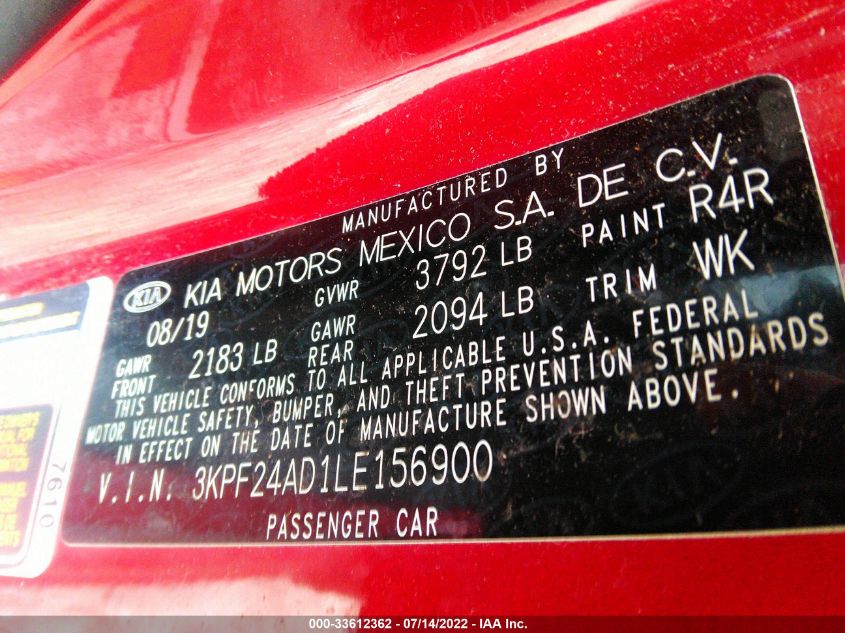 MANUFACTURED BY
KIA KIA MOTORS MEXICO S.A. DE C.V.
08/19 GVWR 3792 LB PAINT R4R
GAWR FRONT 2183 LB GAWR REAR 2094 LB TRIM WK
THIS VEHICLE CONFORMS TO ALL APPLICABLE U.S.A. FEDERAL
MOTOR VEHICLE SAFETY, BUMPER, AND THEFT PREVENTION STANDARDS
IN EFFECT ON THE DATE OF MANUFACTURE SHOWN ABOVE.
V.I.N. 3KPF24AD1LE156900
PASSENGER CAR
7610
000-33612362 - 07/14/2022 - IAA Inc.